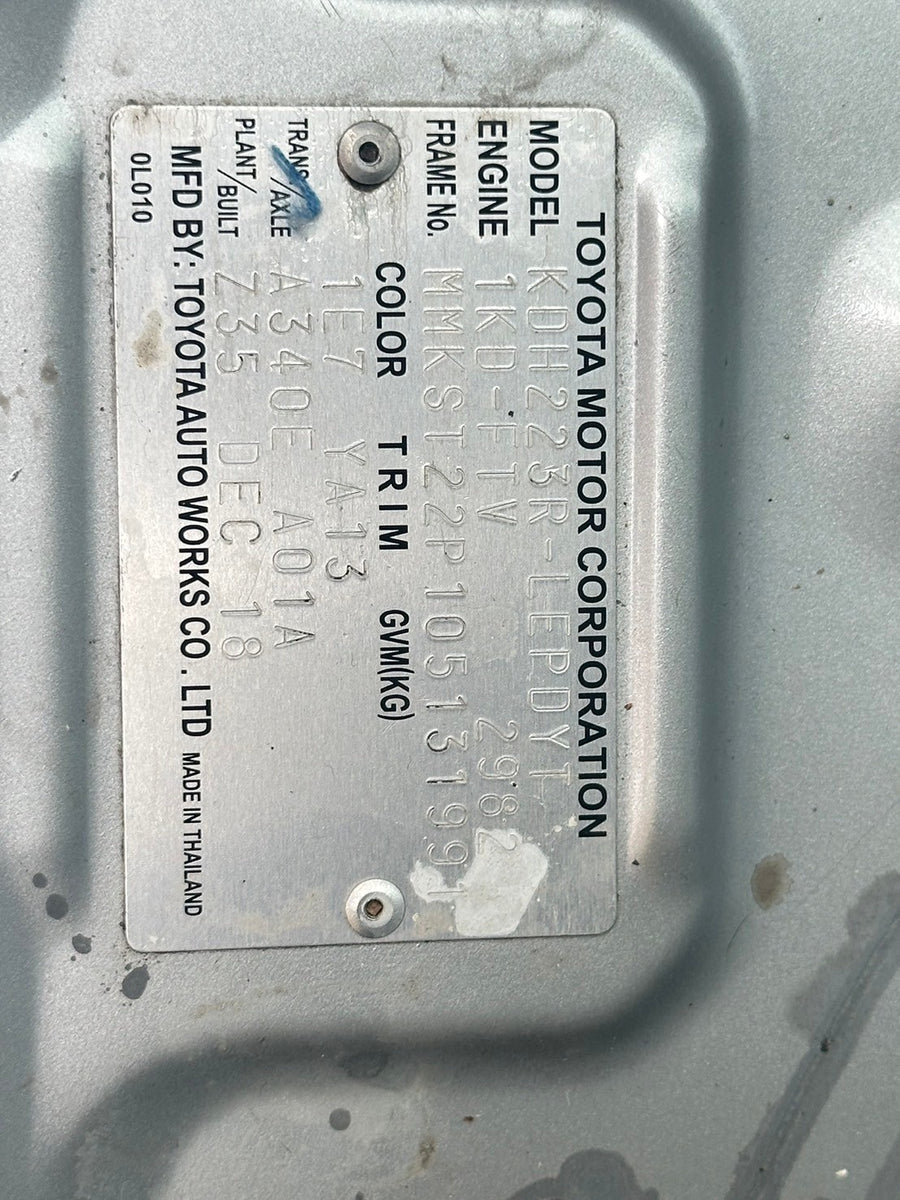 TOYOTA MOTOR CORPORATION
MODEL KDH223R-LEPDYT
ENGINE 1KD-FTV 2982
FRAME No. MMKST22P105131991
COLOR TRIM GVM(KG)
1E7 YA13
TRANS/AXLE A340E A01A
PLANT/BUILT Z35 DEC 18
MFD BY: TOYOTA AUTO WORKS CO. LTD MADE IN THAILAND
0L010